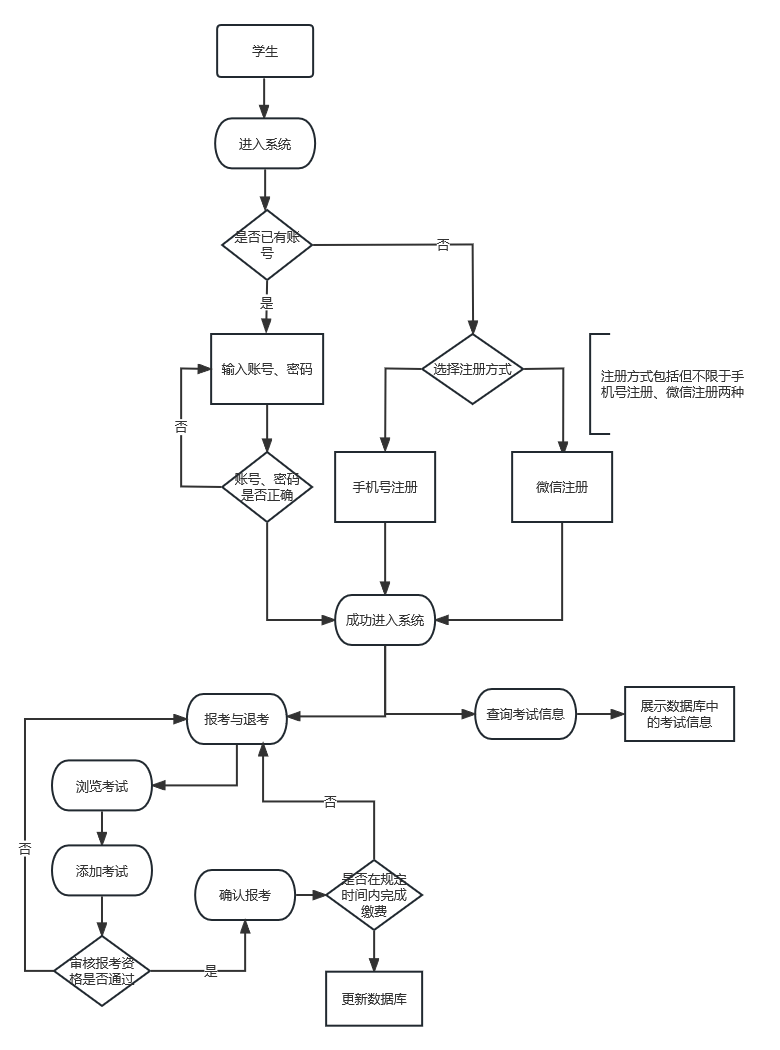 学生
进入系统
是否已有账
号
否
是
输入账号、密码
选择注册方式
注册方式包括但不限于手
机号注册、微信注册两种
否
账号、密码
是否正确
手机号注册
微信注册
成功进入系统
报考与退考
查询考试信息
展示数据库中
的考试信息
浏览考试
否
否
添加考试
确认报考
是否在规定
时间内完成
缴费
审核报考资
格是否通过
是
更新数据库